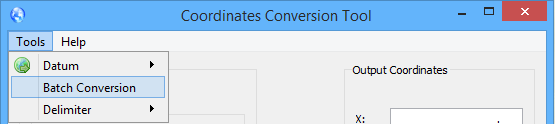 Coordinates Conversion Tool
Tools Help
Datum
Batch Conversion
Delimiter
Output Coordinates
X: